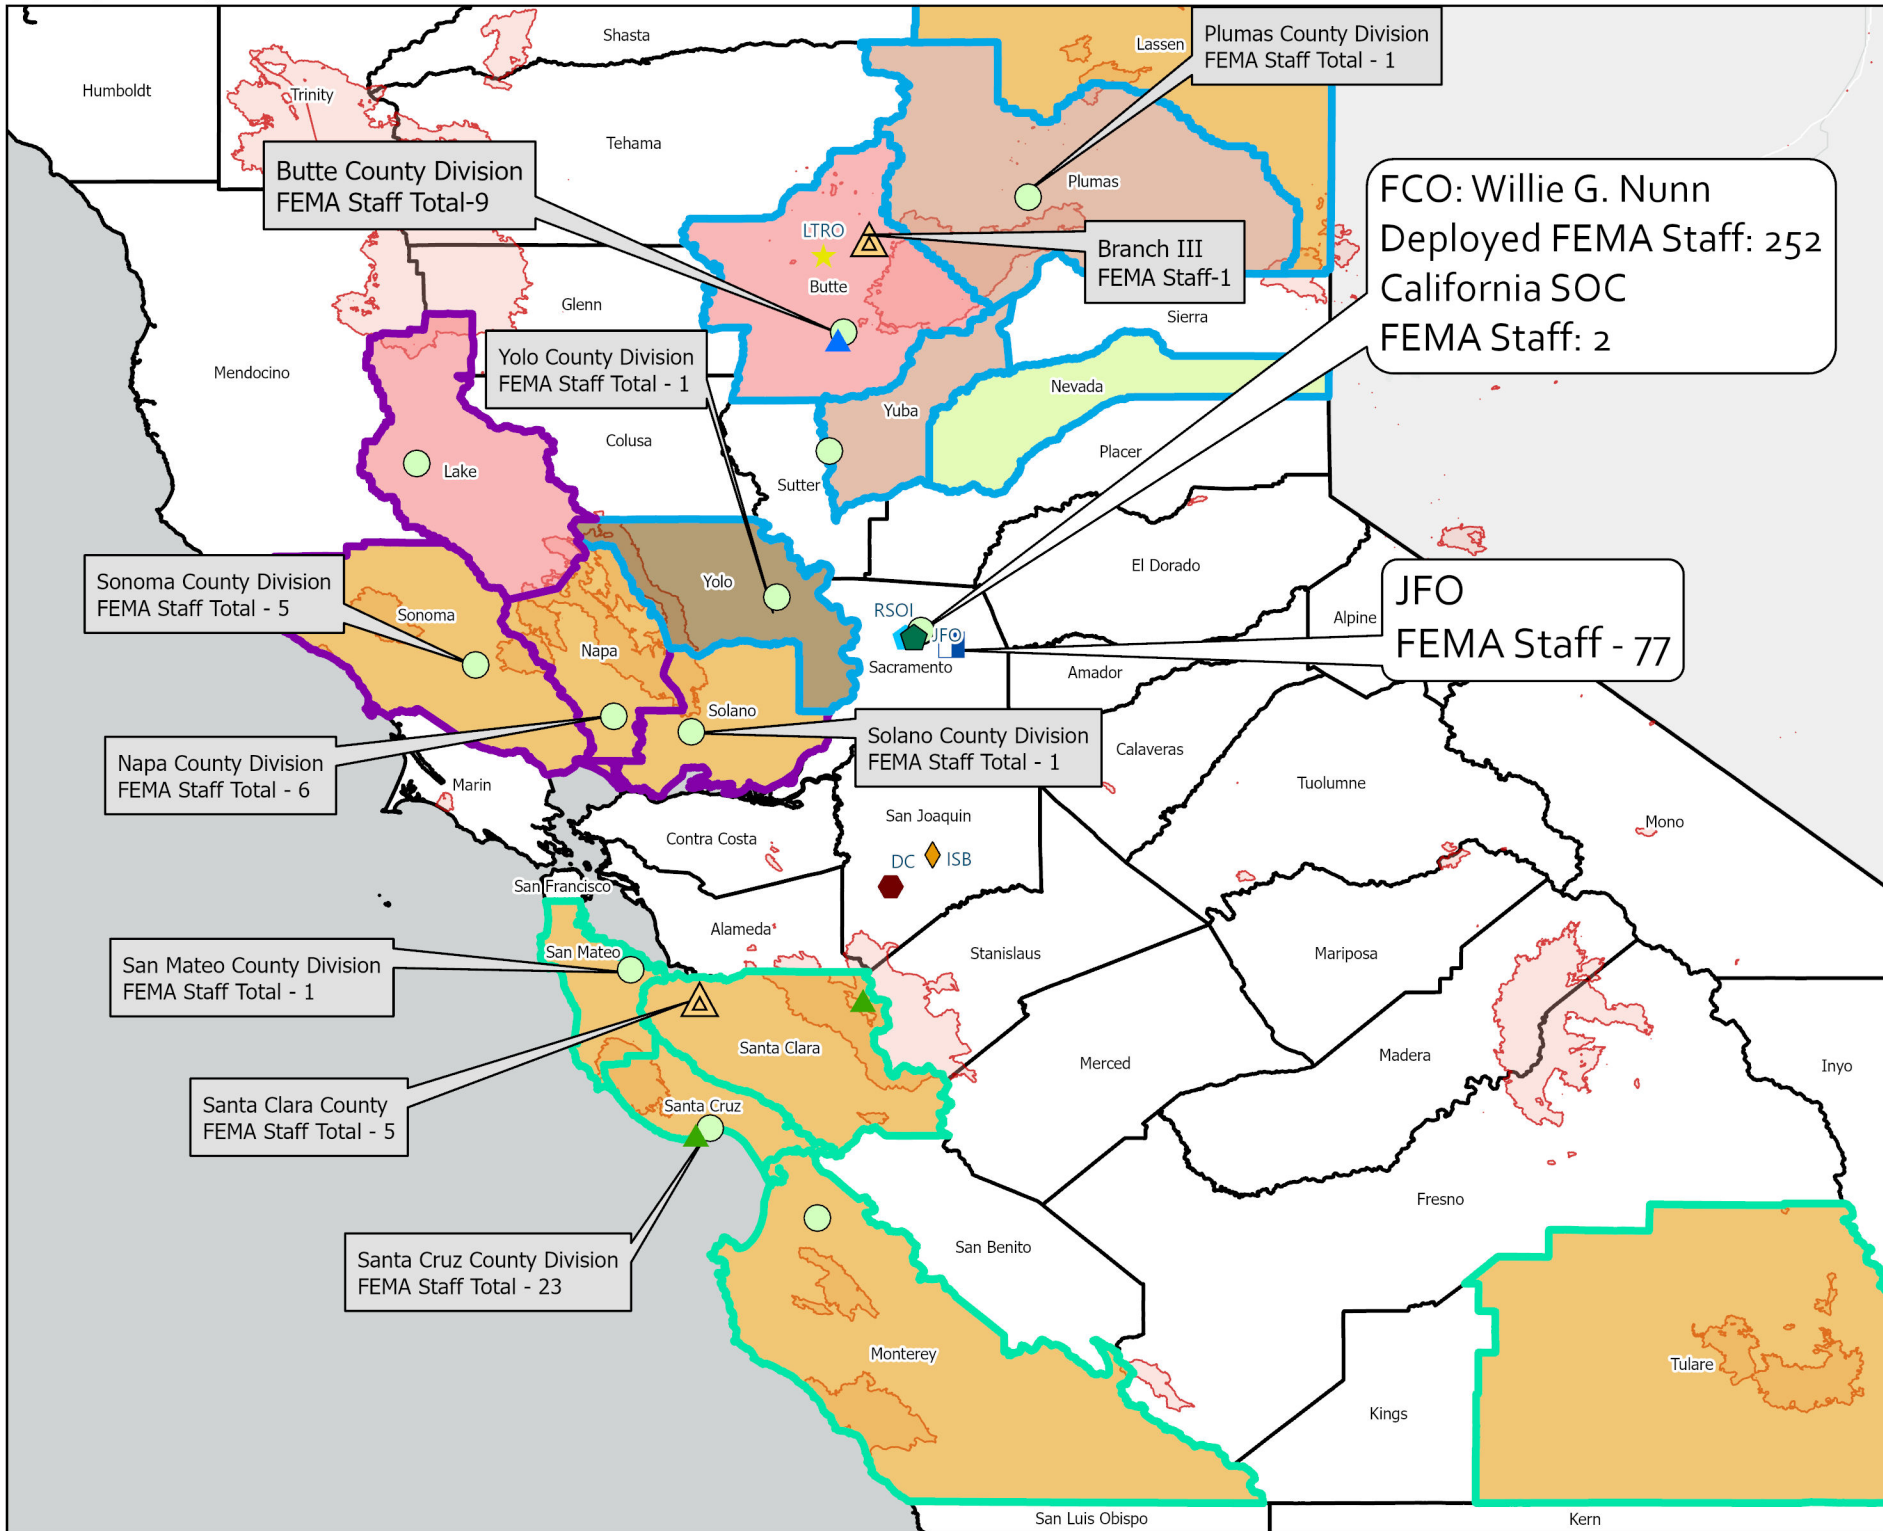 Shasta
Lassen
Plumas County Division
FEMA Staff Total - 1
Humboldt
Trinity
Tehama
Butte County Division
FEMA Staff Total-9
Plumas
FCO: Willie G. Nunn
Deployed FEMA Staff: 252
California SOC
FEMA Staff: 2
LTRO
Butte
Branch III
FEMA Staff-1
Glenn
Sierra
Mendocino
Yolo County Division
FEMA Staff Total - 1
Nevada
Yuba
Colusa
Placer
Lake
Sutter
Sonoma County Division
FEMA Staff Total - 5
Sonoma
Yolo
El Dorado
RSOI
JFO
Sacramento
Alpine
JFO
FEMA Staff - 77
Napa
Amador
Solano
Solano County Division
FEMA Staff Total - 1
Napa County Division
FEMA Staff Total - 6
Marin
Calaveras
Tuolumne
Mono
San Joaquin
Contra Costa
DC
ISB
San Francisco
Alameda
San Mateo
Stanislaus
Mariposa
San Mateo County Division
FEMA Staff Total - 1
Santa Clara
Merced
Madera
Inyo
Santa Clara County
FEMA Staff Total - 5
Santa Cruz
Fresno
San Benito
Santa Cruz County Division
FEMA Staff Total - 23
Monterey
Tulare
Kings
San Luis Obispo
Kern